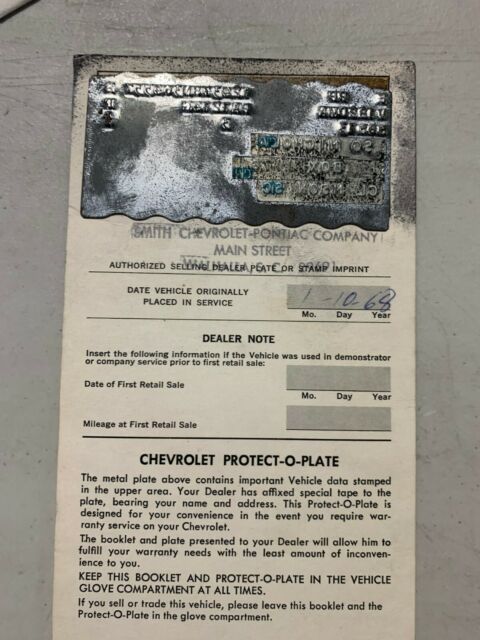 SMITH CHEVROLET-PONTIAC COMPANY
MAIN STREET
AUTHORIZED SELLING DEALER PLATE OR STAMP IMPRINT
DATE VEHICLE ORIGINALLY
PLACED IN SERVICE
1-10-68
Mo. Day Year
DEALER NOTE
Insert the following information if the Vehicle was used in demonstrator
or company service prior to first retail sale:
Date of First Retail Sale
Mo. Day Year
Mileage at First Retail Sale
CHEVROLET PROTECT-O-PLATE
The metal plate above contains important Vehicle data stamped
in the upper area. Your Dealer has affixed special tape to the
plate, bearing your name and address. This Protect-O-Plate is
designed for your convenience in the event you require war-
ranty service on your Chevrolet.
The booklet and plate presented to your Dealer will allow him to
fulfill your warranty needs with the least amount of inconven-
ience to you.
KEEP THIS BOOKLET AND PROTECT-O-PLATE IN THE VEHICLE
GLOVE COMPARTMENT AT ALL TIMES.
If you sell or trade this vehicle, please leave this booklet and the
Protect-O-Plate in the glove compartment.